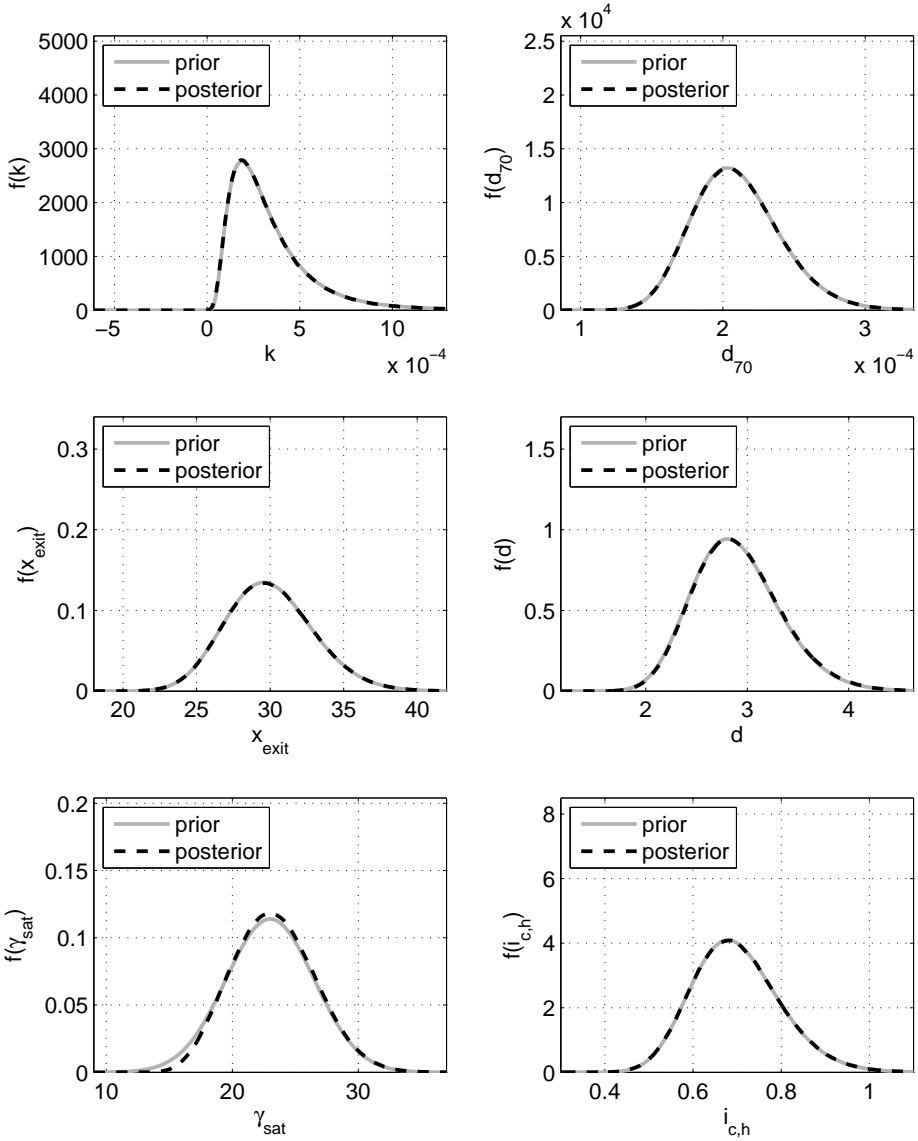 5000
4000
3000
2000
1000
0
f(k)
prior
posterior
−5 0 5 10
k
x 10⁻⁴
x 10⁴
2.5
2
1.5
1
0.5
0
f(d₇₀)
prior
posterior
1 2 3
d₇₀
x 10⁻⁴
0.3
0.2
0.1
0
f(x_exit)
prior
posterior
20 25 30 35 40
x_exit
1.5
1
0.5
0
f(d)
prior
posterior
2 3 4
d
0.2
0.15
0.1
0.05
0
f(γ_sat)
prior
posterior
10 20 30
γ_sat
8
6
4
2
0
f(i_c,h)
prior
posterior
0.4 0.6 0.8 1
i_c,h